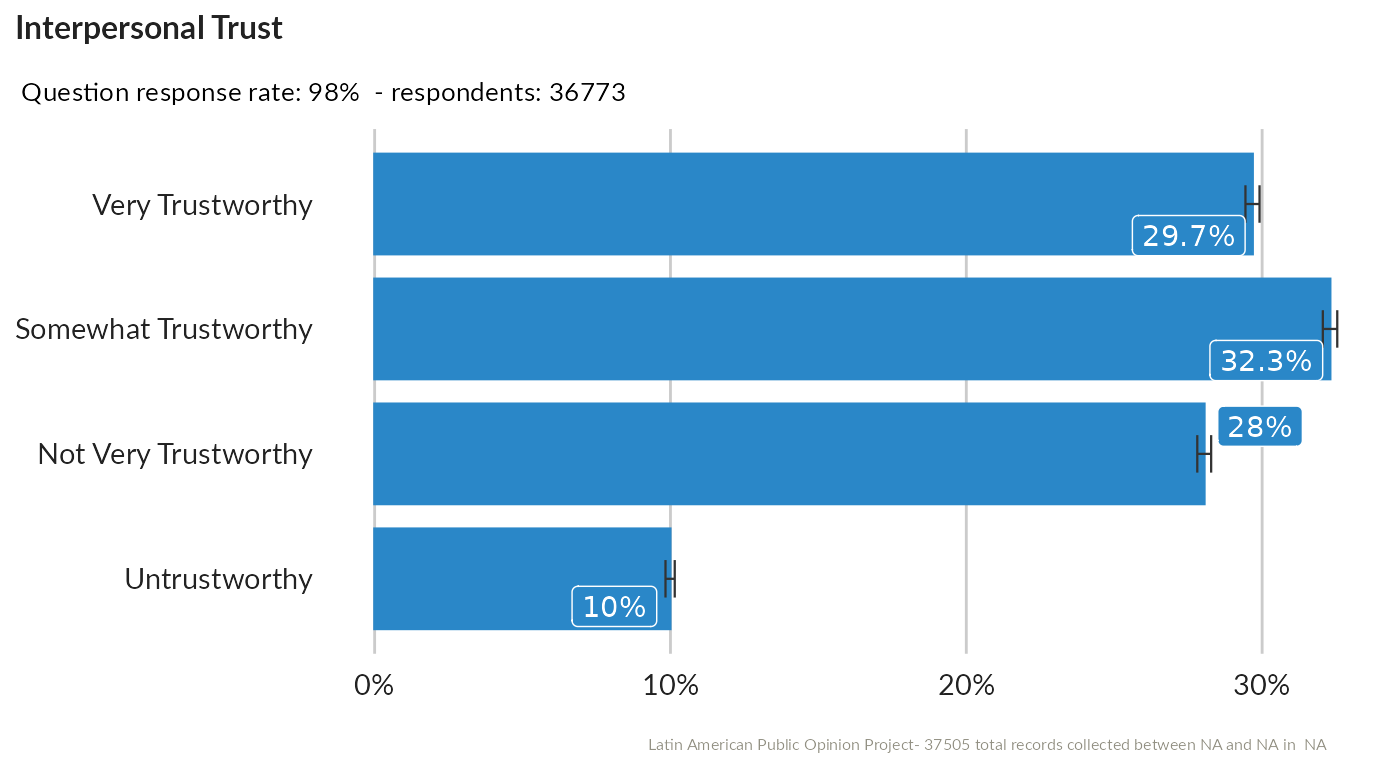 Interpersonal Trust
Question response rate: 98% - respondents: 36773
Very Trustworthy
29.7%
Somewhat Trustworthy
32.3%
Not Very Trustworthy
28%
Untrustworthy
10%
0% 10% 20% 30%
Latin American Public Opinion Project- 37505 total records collected between NA and NA in NA